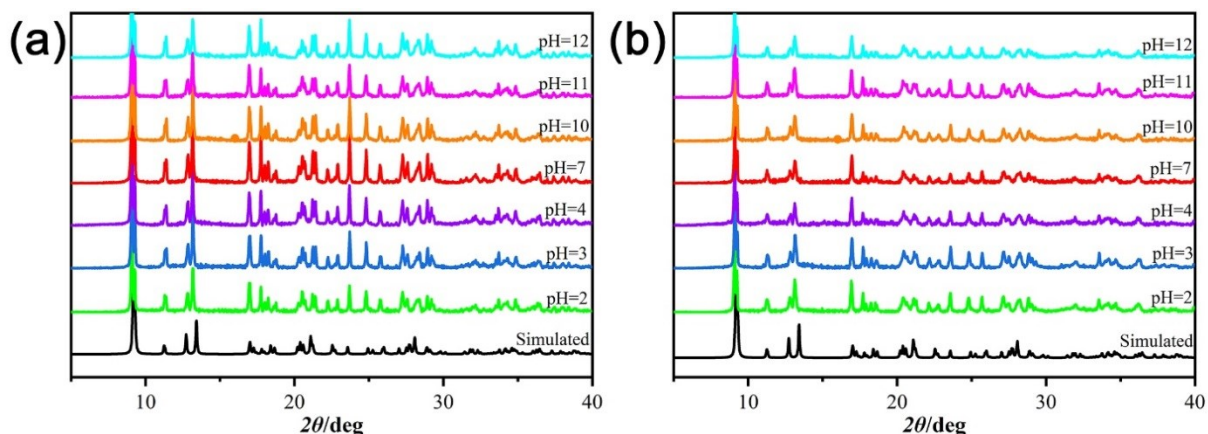 (a)
pH=12
pH=11
pH=10
pH=7
pH=4
pH=3
pH=2
Simulated
10 20 30 40
2θ/deg
(b)
pH=12
pH=11
pH=10
pH=7
pH=4
pH=3
pH=2
Simulated
10 20 30 40
2θ/deg